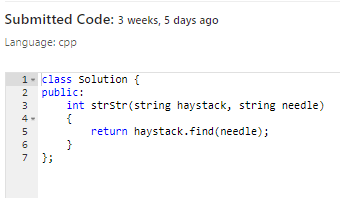 Submitted Code: 3 weeks, 5 days ago
Language: cpp
1 class Solution {
2 public:
3     int strStr(string haystack, string needle)
4     {
5         return haystack.find(needle);
6     }
7 };